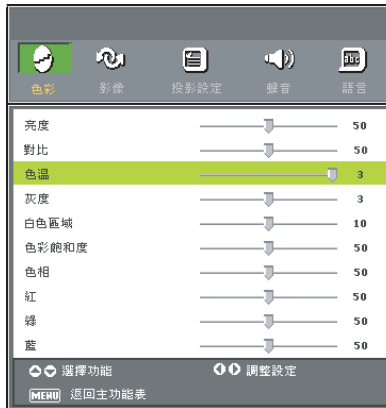 色彩 影像 投影設定 聲音 語言
亮度 50
對比 50
色溫 3
灰度 3
白色區域 10
色彩飽和度 50
色相 50
紅 50
綠 50
藍 50
選擇功能 調整設定
MENU 返回主功能表